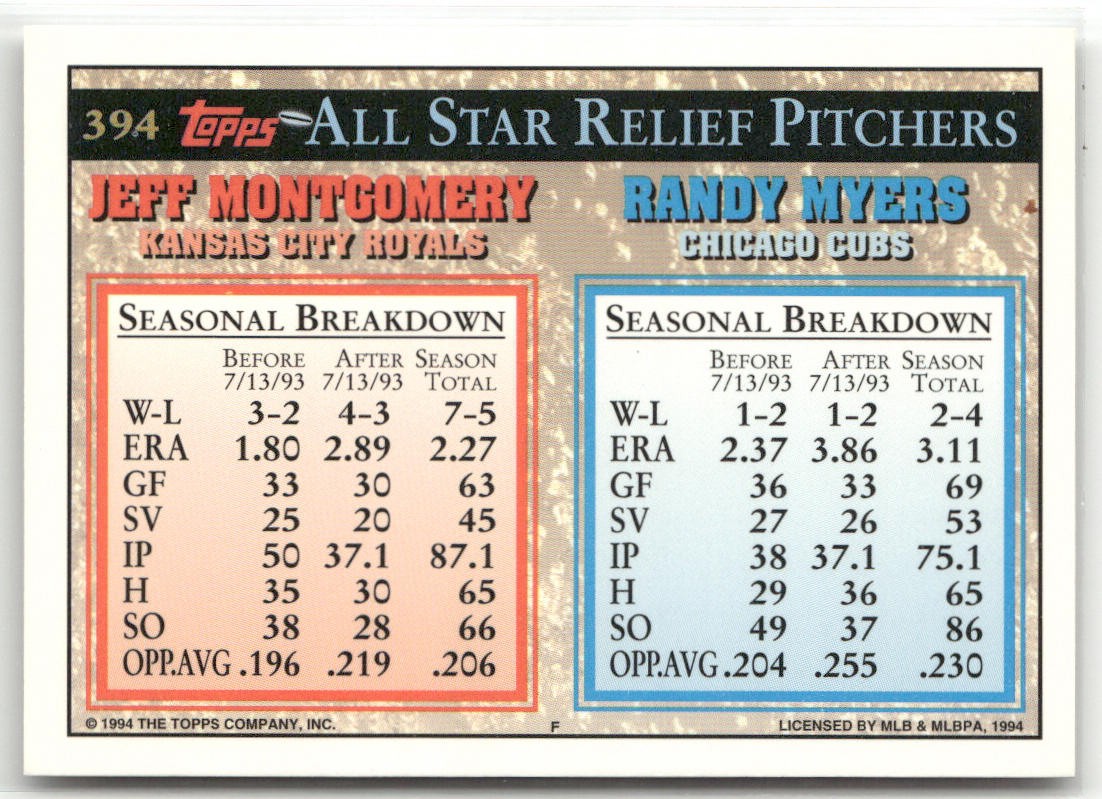 394 Topps All Star Relief Pitchers
JEFF MONTGOMERY
KANSAS CITY ROYALS
Seasonal Breakdown
Before After Season
7/13/93 7/13/93 Total
W-L 3-2 4-3 7-5
ERA 1.80 2.89 2.27
GF 33 30 63
SV 25 20 45
IP 50 37.1 87.1
H 35 30 65
SO 38 28 66
OPP.AVG .196 .219 .206
RANDY MYERS
CHICAGO CUBS
Seasonal Breakdown
Before After Season
7/13/93 7/13/93 Total
W-L 1-2 1-2 2-4
ERA 2.37 3.86 3.11
GF 36 33 69
SV 27 26 53
IP 38 37.1 75.1
H 29 36 65
SO 49 37 86
OPP.AVG .204 .255 .230
© 1994 THE TOPPS COMPANY, INC. F LICENSED BY MLB & MLBPA, 1994